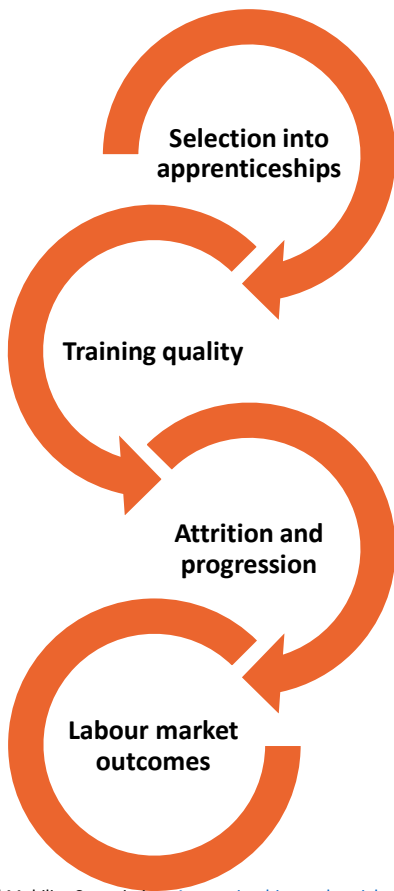 Selection into
apprenticeships
Training quality
Attrition and
progression
Labour market
outcomes